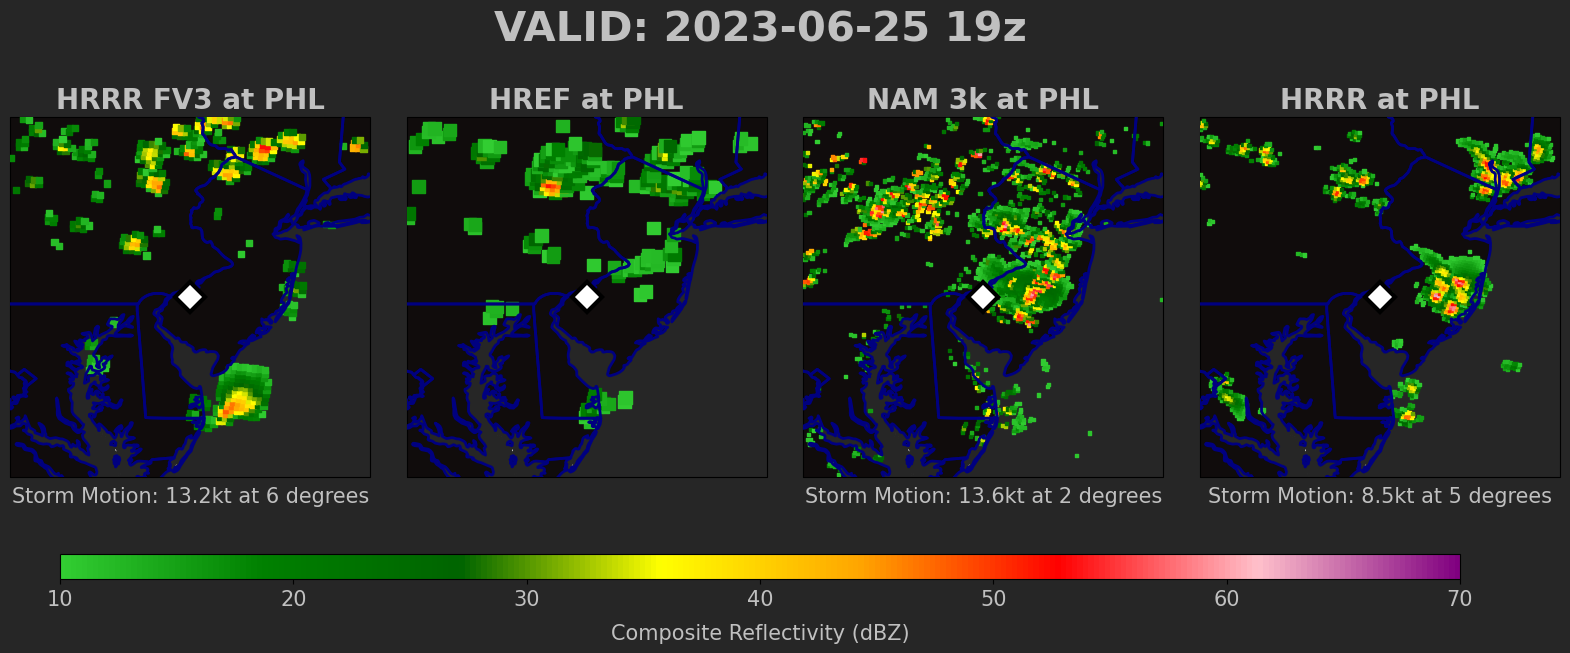 VALID: 2023-06-25 19z
HRRR FV3 at PHL
HREF at PHL
NAM 3k at PHL
HRRR at PHL
Storm Motion: 13.2kt at 6 degrees
Storm Motion: 13.6kt at 2 degrees
Storm Motion: 8.5kt at 5 degrees
10 20 30 40 50 60 70
Composite Reflectivity (dBZ)